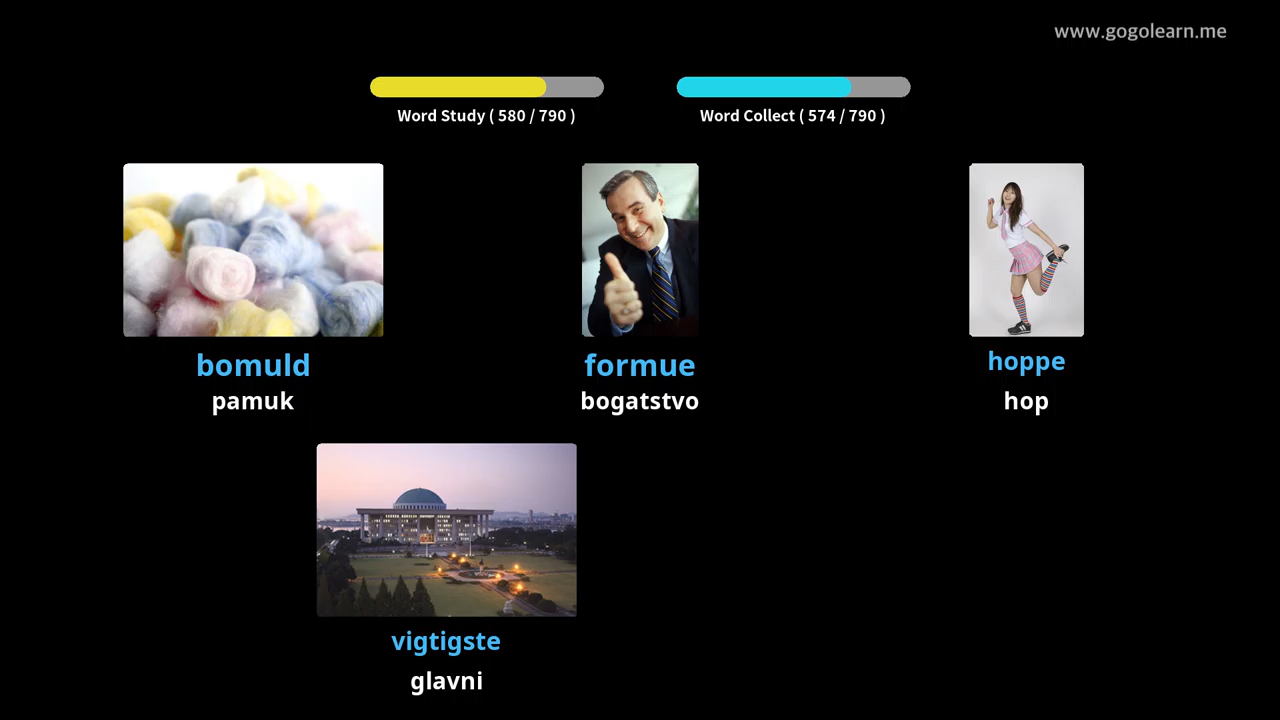 www.gogolearn.me
Word Study ( 580 / 790 )
Word Collect ( 574 / 790 )
bomuld
pamuk
formue
bogatstvo
hoppe
hop
vigtigste
glavni